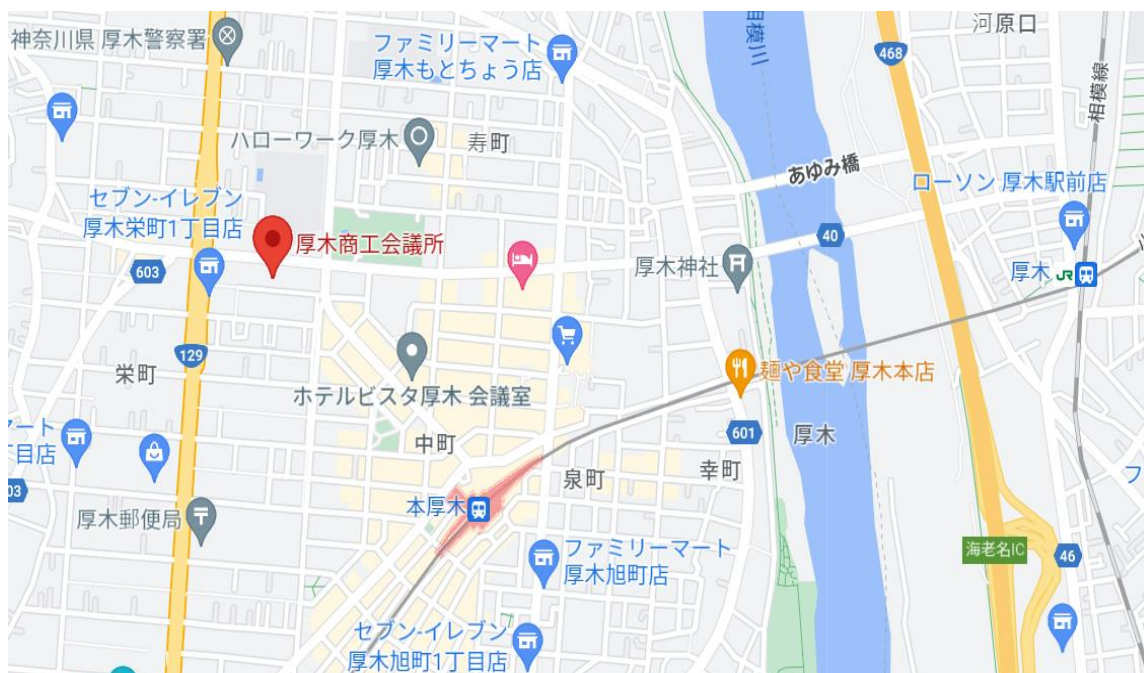 神奈川県 厚木警察署
ファミリーマート
厚木もとちょう店
相模川
468
河原口
相模線
ハローワーク厚木
寿町
あゆみ橋
ローソン 厚木駅前店
セブン-イレブン
厚木栄町1丁目店
厚木商工会議所
603
40
厚木神社
厚木 JR
129
栄町
ホテルビスタ厚木 会議室
麺や食堂 厚木本店
マート
目店
中町
601
厚木
泉町
幸町
03
厚木郵便局
本厚木
フ
ファミリーマート
厚木旭町店
海老名IC
46
セブン-イレブン
厚木旭町1丁目店